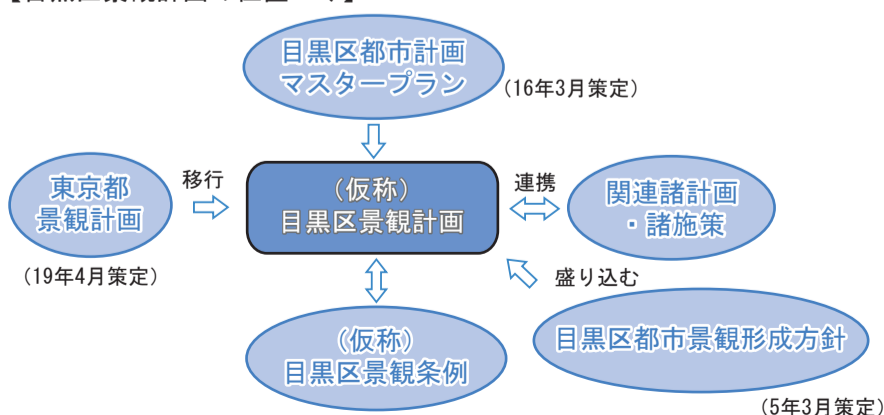 目黒区都市計画
マスタープラン
(16年3月策定)
東京都
景観計画
(19年4月策定)
移行
(仮称)
目黒区景観計画
連携
関連諸計画
・諸施策
盛り込む
(仮称)
目黒区景観条例
目黒区都市景観形成方針
(5年3月策定)